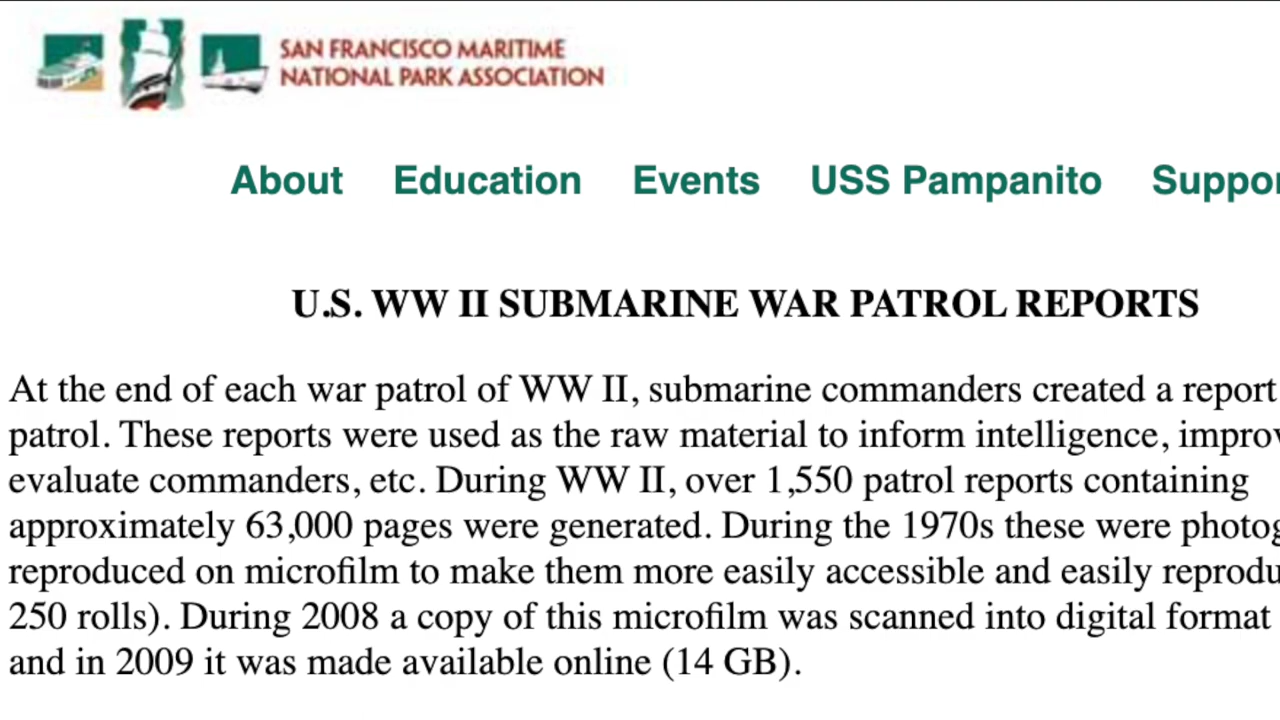 SAN FRANCISCO MARITIME
NATIONAL PARK ASSOCIATION
About Education Events USS Pampanito
U.S. WW II SUBMARINE WAR PATROL REPORTS
At the end of each war patrol of WW II, submarine commanders created a report
patrol. These reports were used as the raw material to inform intelligence,
evaluate commanders, etc. During WW II, over 1,550 patrol reports containing
approximately 63,000 pages were generated. During the 1970s these were
reproduced on microfilm to make them more easily accessible and easily
250 rolls). During 2008 a copy of this microfilm was scanned into digital format
and in 2009 it was made available online (14 GB).